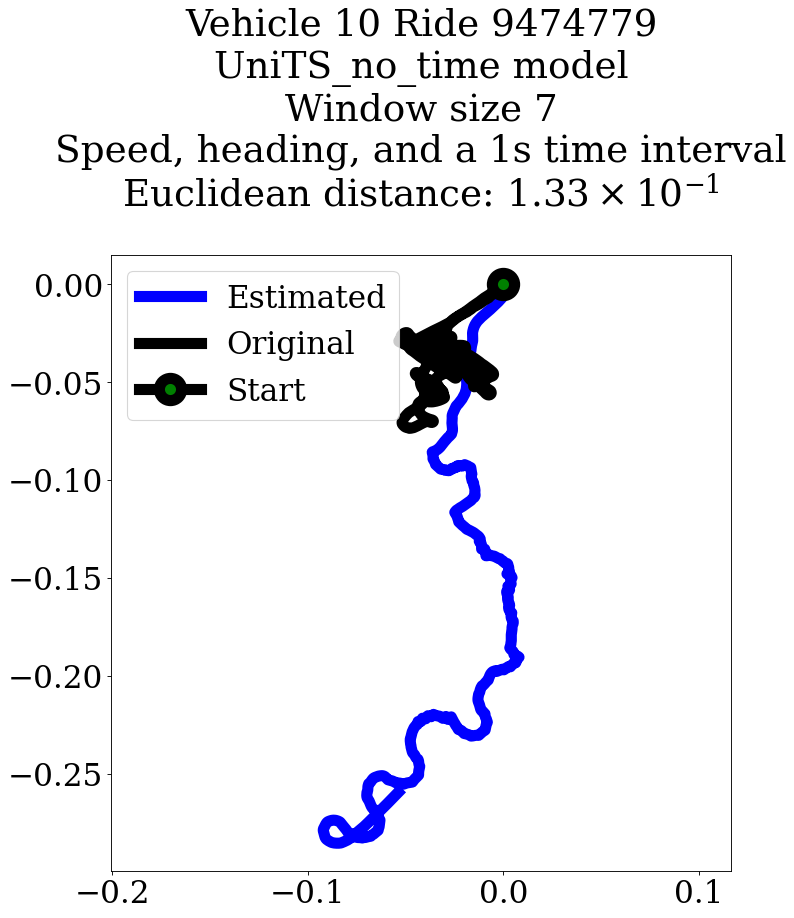 Vehicle 10 Ride 9474779
UniTS_no_time model
Window size 7
Speed, heading, and a 1s time interval
Euclidean distance: 1.33 × 10⁻¹
Estimated
Original
Start
0.00
−0.05
−0.10
−0.15
−0.20
−0.25
−0.2 −0.1 0.0 0.1